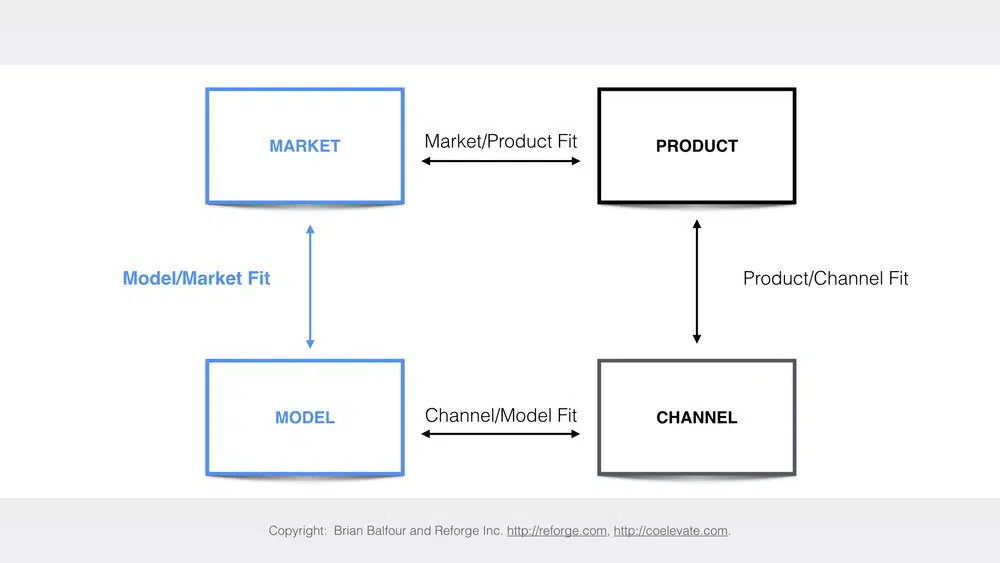 MARKET
Market/Product Fit
PRODUCT
Model/Market Fit
Product/Channel Fit
MODEL
Channel/Model Fit
CHANNEL
Copyright:  Brian Balfour and Reforge Inc. http://reforge.com, http://coelevate.com.